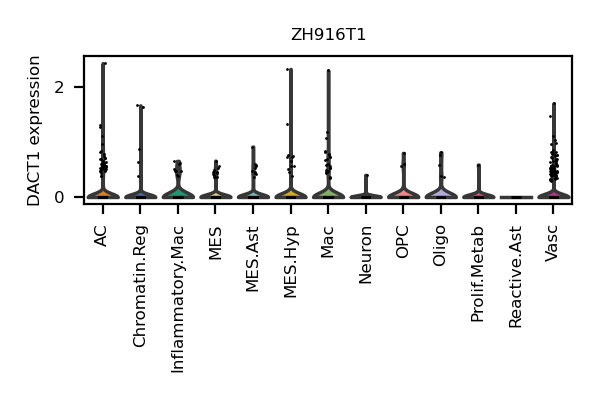 ZH916T1
DACT1 expression
2
0
AC
Chromatin.Reg
Inflammatory.Mac
MES
MES.Ast
MES.Hyp
Mac
Neuron
OPC
Oligo
Prolif.Metab
Reactive.Ast
Vasc